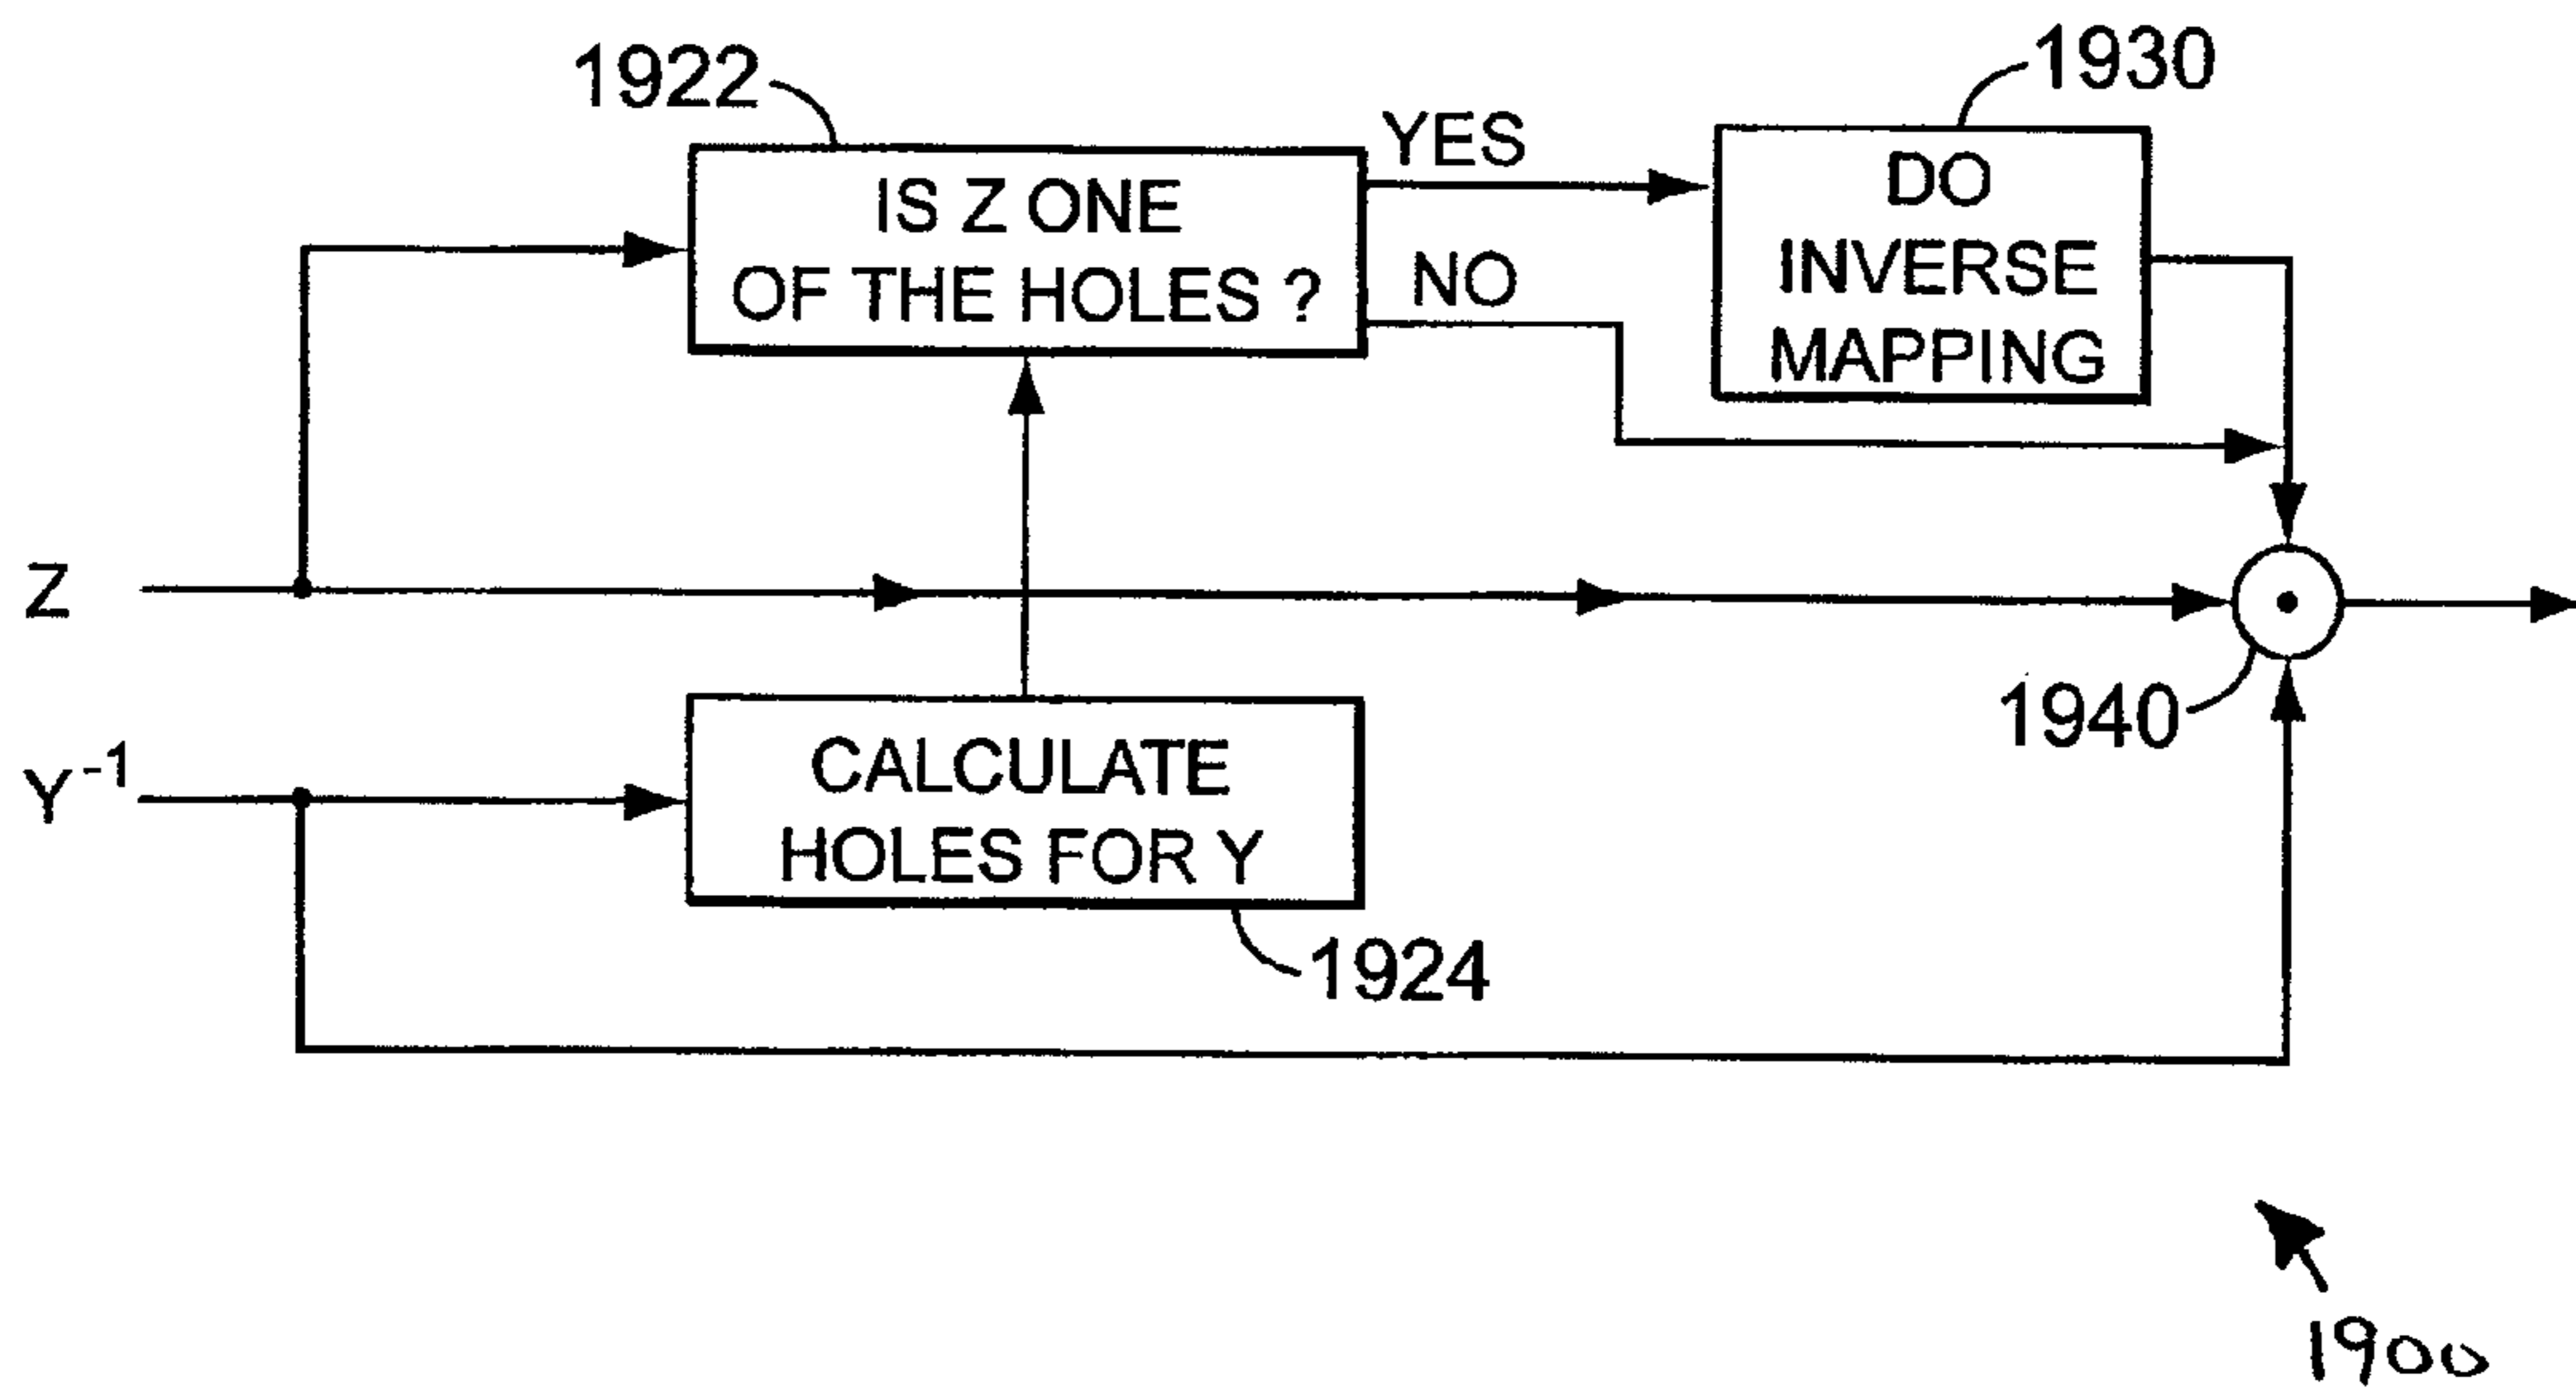 1922
1930
YES
IS Z ONE
OF THE HOLES ?
NO
DO
INVERSE
MAPPING
Z
1940
Y⁻¹
CALCULATE
HOLES FOR Y
1924
1900